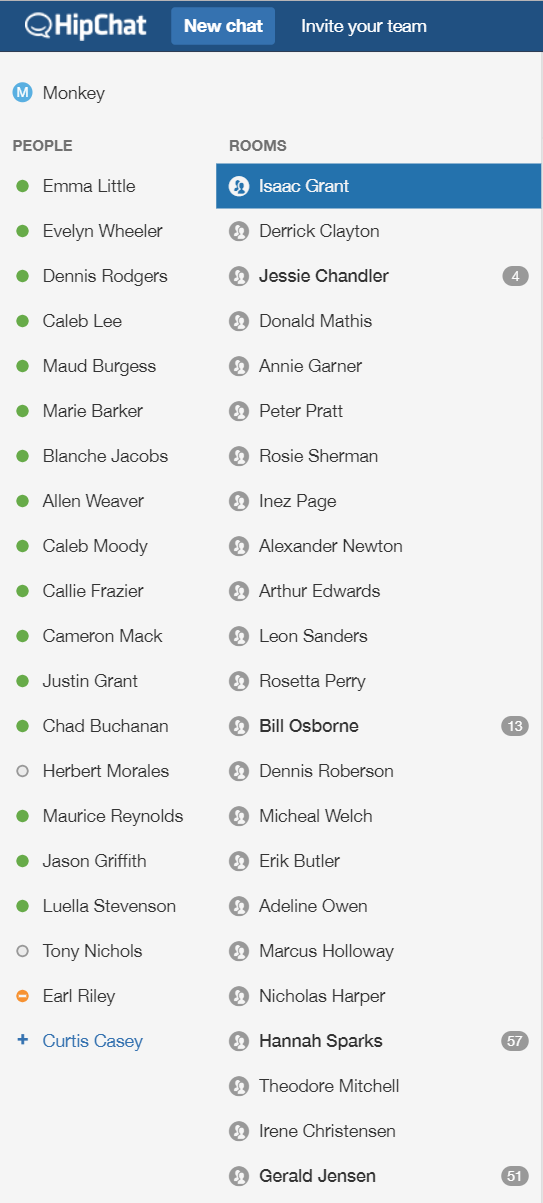 HipChat New chat Invite your team
M Monkey
PEOPLE
Emma Little
Evelyn Wheeler
Dennis Rodgers
Caleb Lee
Maud Burgess
Marie Barker
Blanche Jacobs
Allen Weaver
Caleb Moody
Callie Frazier
Cameron Mack
Justin Grant
Chad Buchanan
Herbert Morales
Maurice Reynolds
Jason Griffith
Luella Stevenson
Tony Nichols
Earl Riley
+ Curtis Casey
ROOMS
Isaac Grant
Derrick Clayton
Jessie Chandler 4
Donald Mathis
Annie Garner
Peter Pratt
Rosie Sherman
Inez Page
Alexander Newton
Arthur Edwards
Leon Sanders
Rosetta Perry
Bill Osborne 13
Dennis Roberson
Micheal Welch
Erik Butler
Adeline Owen
Marcus Holloway
Nicholas Harper
Hannah Sparks 57
Theodore Mitchell
Irene Christensen
Gerald Jensen 51